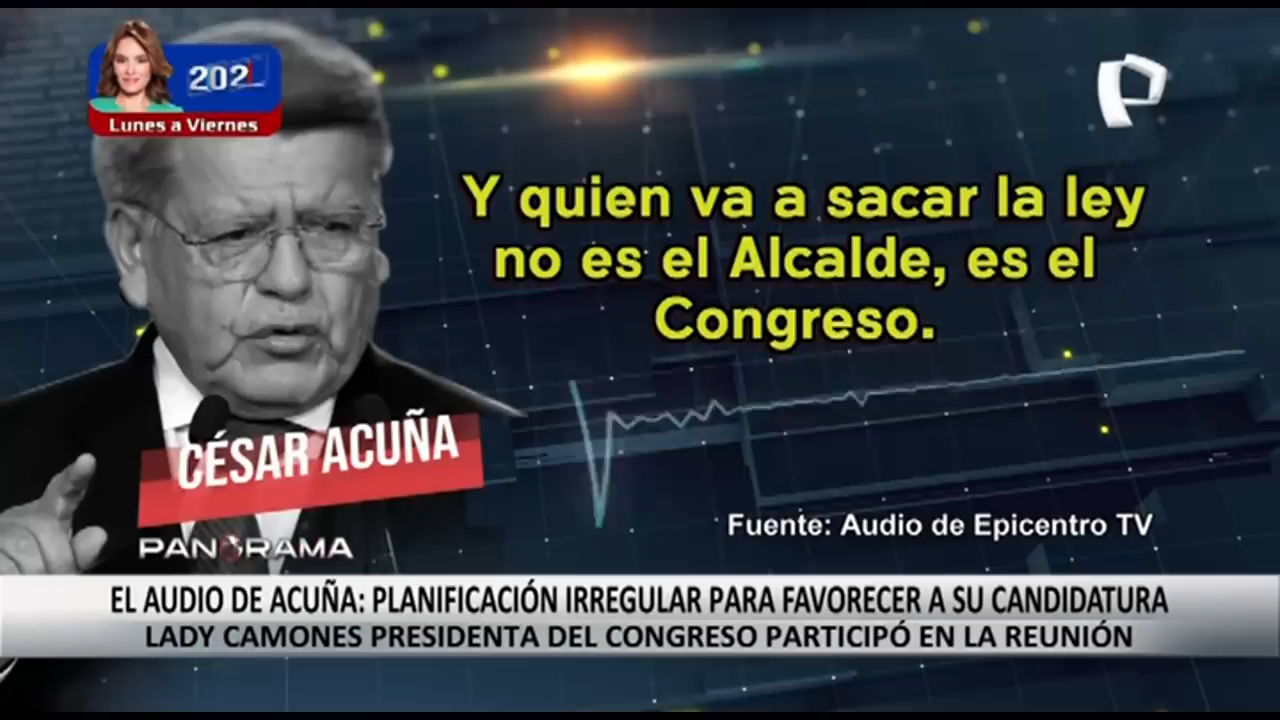 202
Lunes a Viernes
Y quien va a sacar la ley
no es el Alcalde, es el
Congreso.
CÉSAR ACUÑA
Fuente: Audio de Epicentro TV
PANORAMA
EL AUDIO DE ACUÑA: PLANIFICACIÓN IRREGULAR PARA FAVORECER A SU CANDIDATURA
LADY CAMONES PRESIDENTA DEL CONGRESO PARTICIPÓ EN LA REUNIÓN